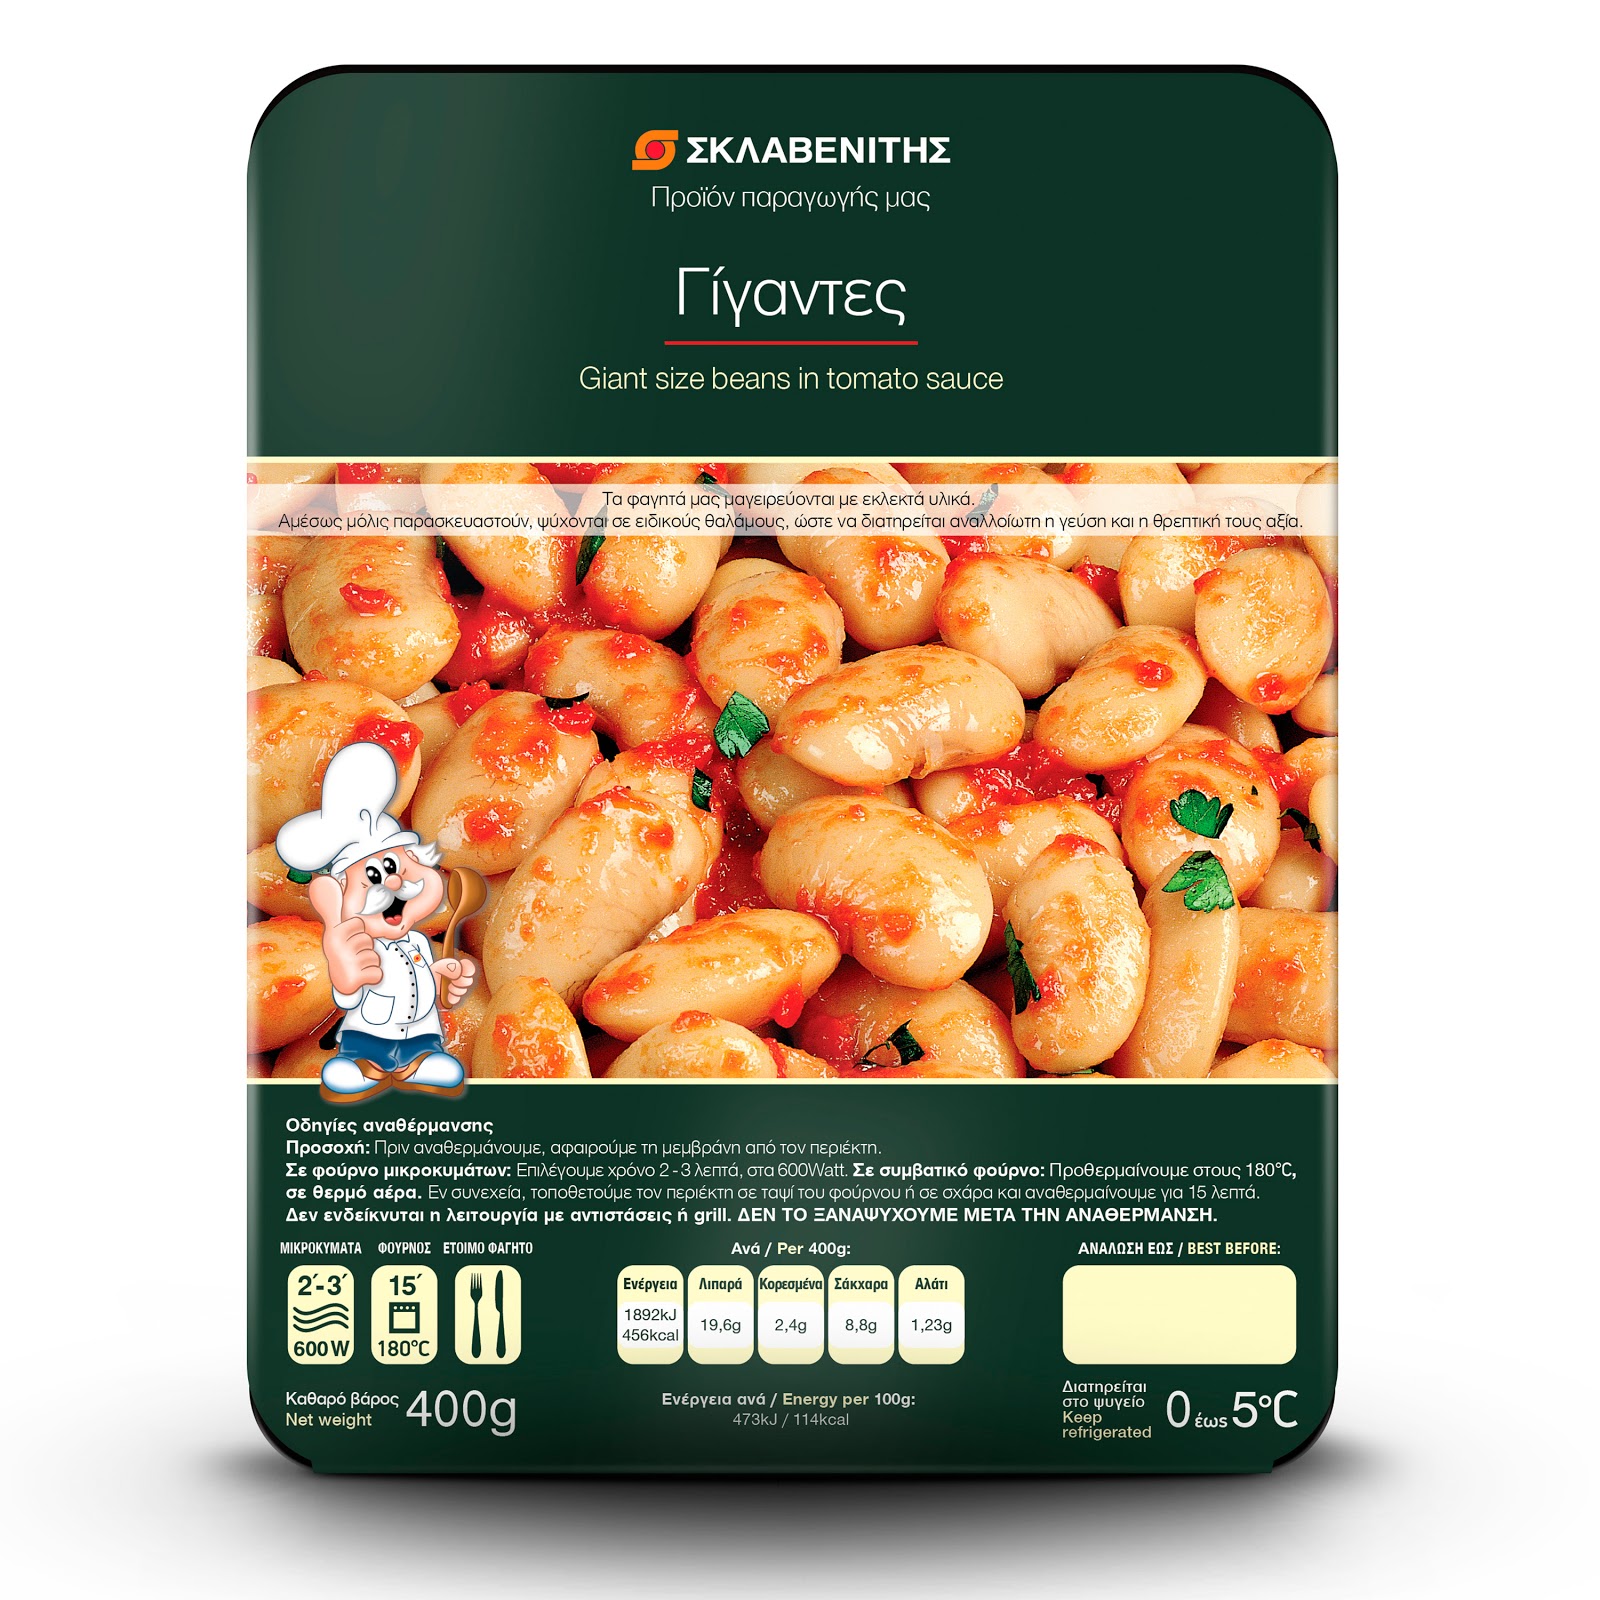 ΣΚΛΑΒΕΝΙΤΗΣ
Προϊόν παραγωγής μας
Γίγαντες
Giant size beans in tomato sauce
Τα φαγητά μας μαγειρεύονται με εκλεκτά υλικά.
Αμέσως μόλις παρασκευαστούν, ψύχονται σε ειδικούς θαλάμους, ώστε να διατηρείται αναλλοίωτη η γεύση και η θρεπτική τους αξία.
Οδηγίες αναθέρμανσης
Προσοχή: Πριν αναθερμάνουμε, αφαιρούμε τη μεμβράνη από τον περιέκτη.
Σε φούρνο μικροκυμάτων: Επιλέγουμε χρόνο 2 - 3 λεπτά, στα 600Watt. Σε συμβατικό φούρνο: Προθερμαίνουμε στους 180°C,
σε θερμό αέρα. Εν συνεχεία, τοποθετούμε τον περιέκτη σε ταψί του φούρνου ή σε σχάρα και αναθερμαίνουμε για 15 λεπτά.
Δεν ενδείκνυται η λειτουργία με αντιστάσεις ή grill. ΔΕΝ ΤΟ ΞΑΝΑΨΥΧΟΥΜΕ ΜΕΤΑ ΤΗΝ ΑΝΑΘΕΡΜΑΝΣΗ.
ΜΙΚΡΟΚΥΜΑΤΑ ΦΟΥΡΝΟΣ ΕΤΟΙΜΟ ΦΑΓΗΤΟ
2΄-3΄ 15΄
600 W 180°C
Ανά / Per 400g:
Ενέργεια Λιπαρά Κορεσμένα Σάκχαρα Αλάτι
1892kJ
456kcal 19,6g 2,4g 8,8g 1,23g
ΑΝΑΛΩΣΗ ΕΩΣ / BEST BEFORE:
Καθαρό βάρος
Net weight 400g
Ενέργεια ανά / Energy per 100g:
473kJ / 114kcal
Διατηρείται
στο ψυγείο
Keep
refrigerated
0 έως 5°C